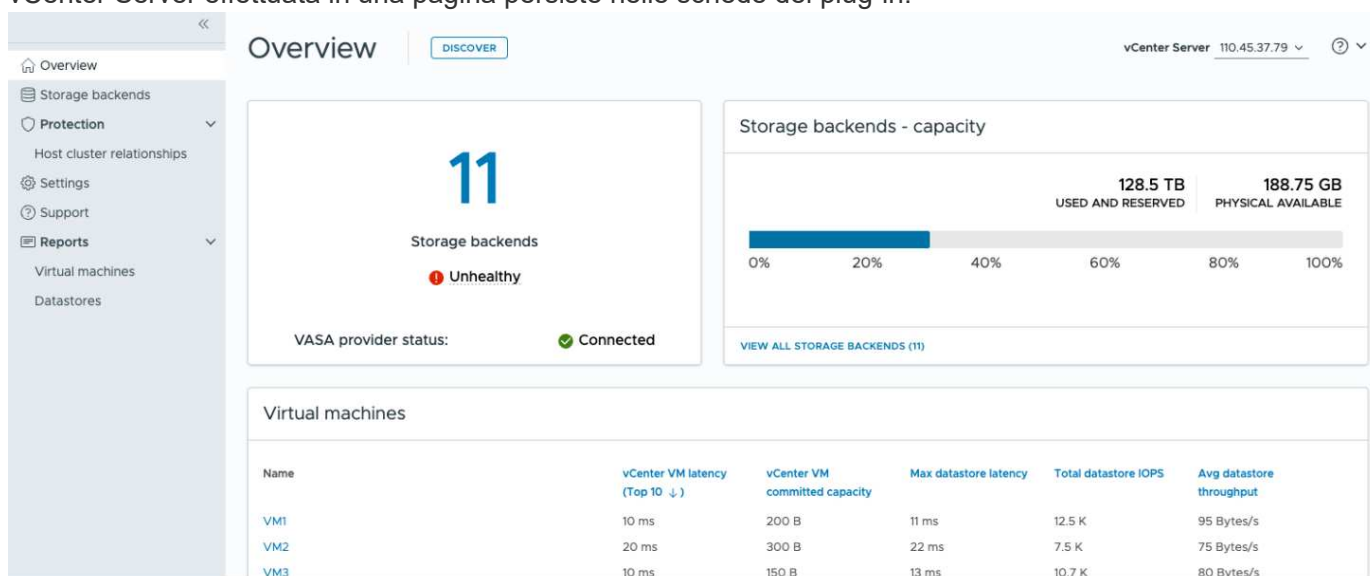 vCenter Server effettuata in una pagina persiste nelle schede del plug-in.
Overview
DISCOVER
vCenter Server 110.45.37.79
Overview
Storage backends
Protection
Host cluster relationships
Settings
Support
Reports
Virtual machines
Datastores
11
Storage backends
Unhealthy
VASA provider status: Connected
Storage backends - capacity
128.5 TB 188.75 GB
USED AND RESERVED PHYSICAL AVAILABLE
0% 20% 40% 60% 80% 100%
VIEW ALL STORAGE BACKENDS (11)
Virtual machines
Name vCenter VM latency vCenter VM Max datastore latency Total datastore IOPS Avg datastore
(Top 10 ↓) committed capacity throughput
VM1 10 ms 200 B 11 ms 12.5 K 95 Bytes/s
VM2 20 ms 300 B 22 ms 7.5 K 75 Bytes/s
VM3 10 ms 150 B 13 ms 10.7 K 80 Bytes/s